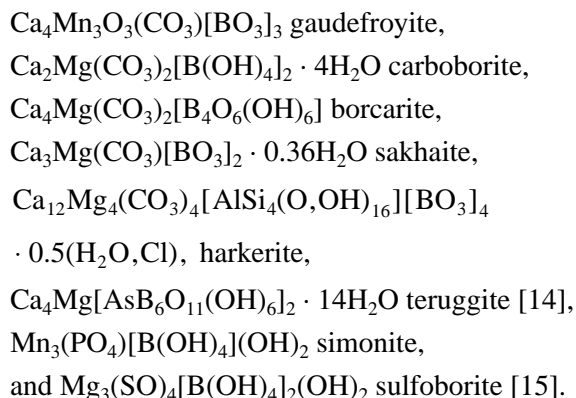 Ca₄Mn₃O₃(CO₃)[BO₃]₃ gaudefroyite,
Ca₂Mg(CO₃)₂[B(OH)₄]₂ · 4H₂O carboborite,
Ca₄Mg(CO₃)₂[B₄O₆(OH)₆] borcarite,
Ca₃Mg(CO₃)[BO₃]₂ · 0.36H₂O sakhaite,
Ca₁₂Mg₄(CO₃)₄[AlSi₄(O,OH)₁₆][BO₃]₄
· 0.5(H₂O,Cl), harkerite,
Ca₄Mg[AsB₆O₁₁(OH)₆]₂ · 14H₂O teruggite [14],
Mn₃(PO₄)[B(OH)₄](OH)₂ simonite,
and Mg₃(SO)₄[B(OH)₄]₂(OH)₂ sulfoborite [15].